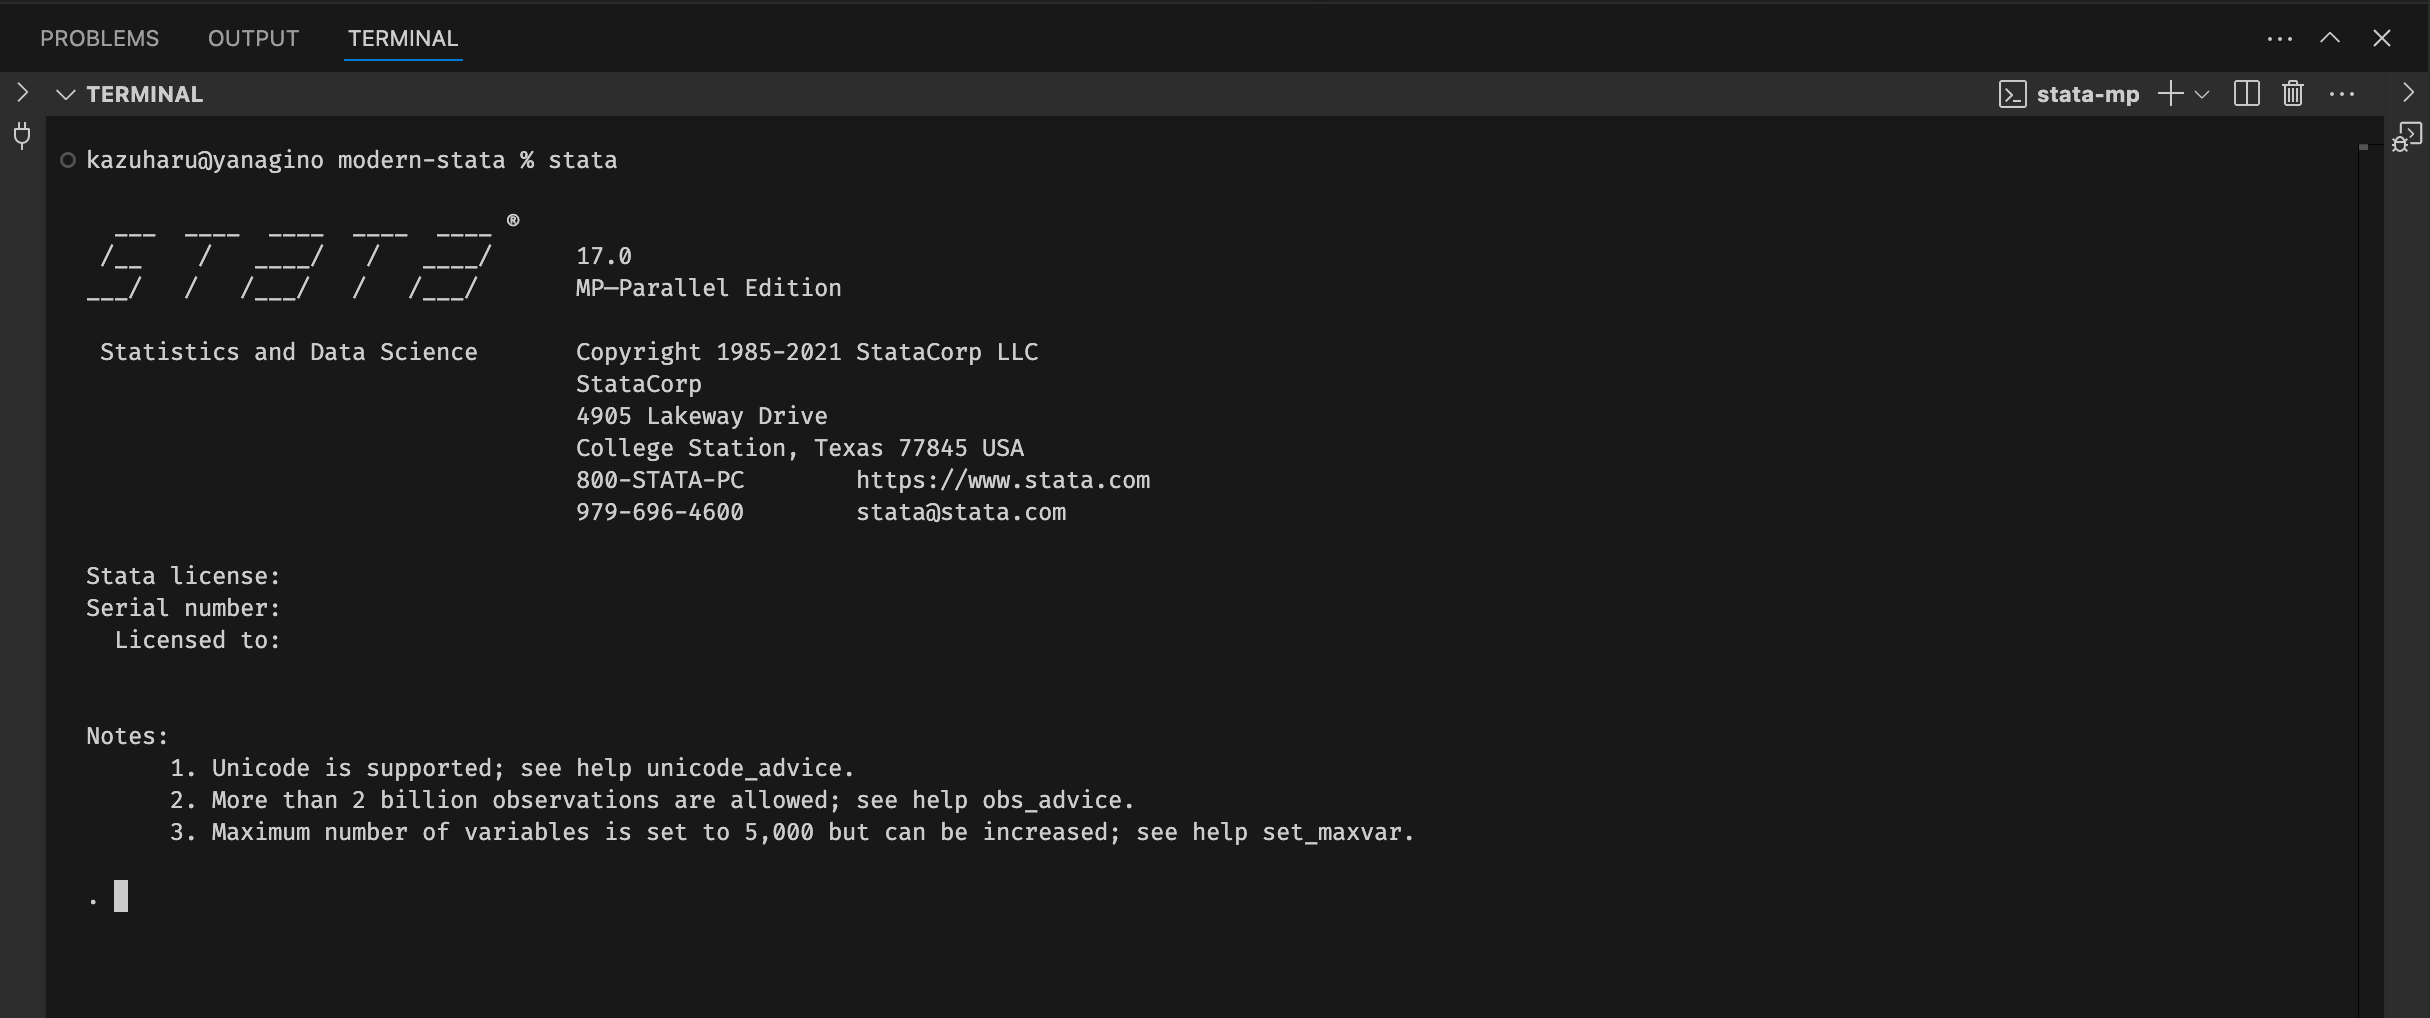 PROBLEMS OUTPUT TERMINAL
TERMINAL stata-mp
kazuharu@yanagino modern-stata % stata
  ___  ____  ____  ____  ____ ®
 /__    /   ____/   /   ____/      17.0
___/   /   /___/   /   /___/       MP—Parallel Edition
Statistics and Data Science       Copyright 1985-2021 StataCorp LLC
StataCorp
4905 Lakeway Drive
College Station, Texas 77845 USA
800-STATA-PC        https://www.stata.com
979-696-4600        stata@stata.com
Stata license:
Serial number:
Licensed to:
Notes:
1. Unicode is supported; see help unicode_advice.
2. More than 2 billion observations are allowed; see help obs_advice.
3. Maximum number of variables is set to 5,000 but can be increased; see help set_maxvar.
.